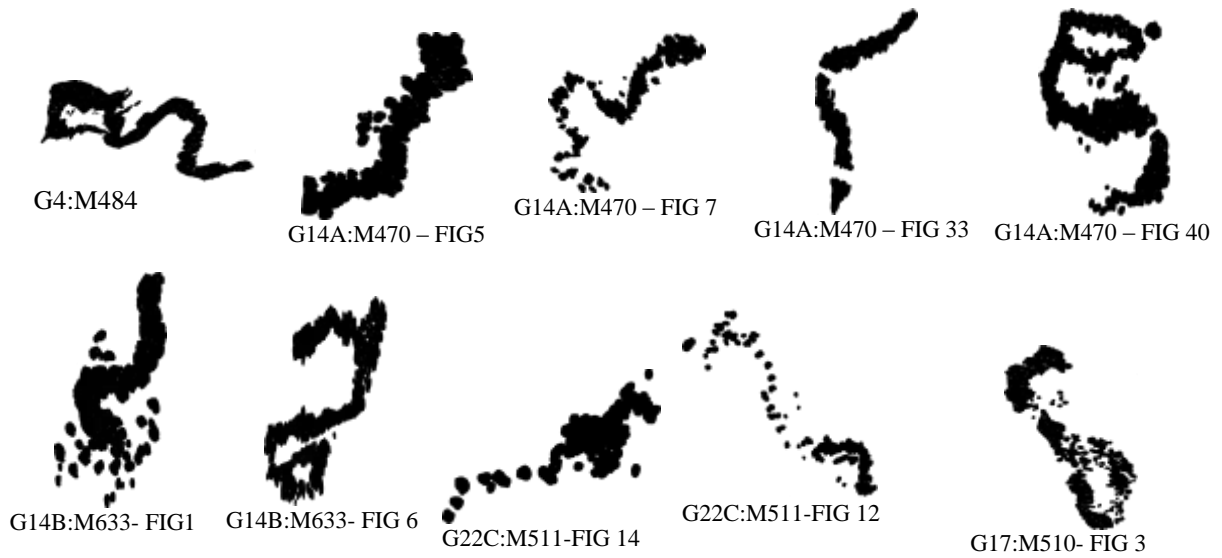 G4:M484
G14A:M470 – FIG5
G14A:M470 – FIG 7
G14A:M470 – FIG 33
G14A:M470 – FIG 40
G14B:M633- FIG1
G14B:M633- FIG 6
G22C:M511-FIG 14
G22C:M511-FIG 12
G17:M510- FIG 3